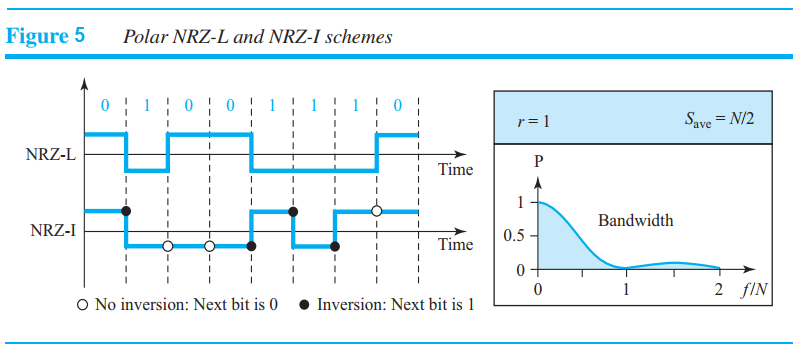 Figure 5 Polar NRZ-L and NRZ-I schemes
0 1 0 0 1 1 1 0
NRZ-L
Time
NRZ-I
Time
No inversion: Next bit is 0 Inversion: Next bit is 1
r = 1 Save = N/2
P
1
Bandwidth
0.5
0
0 1 2 f/N